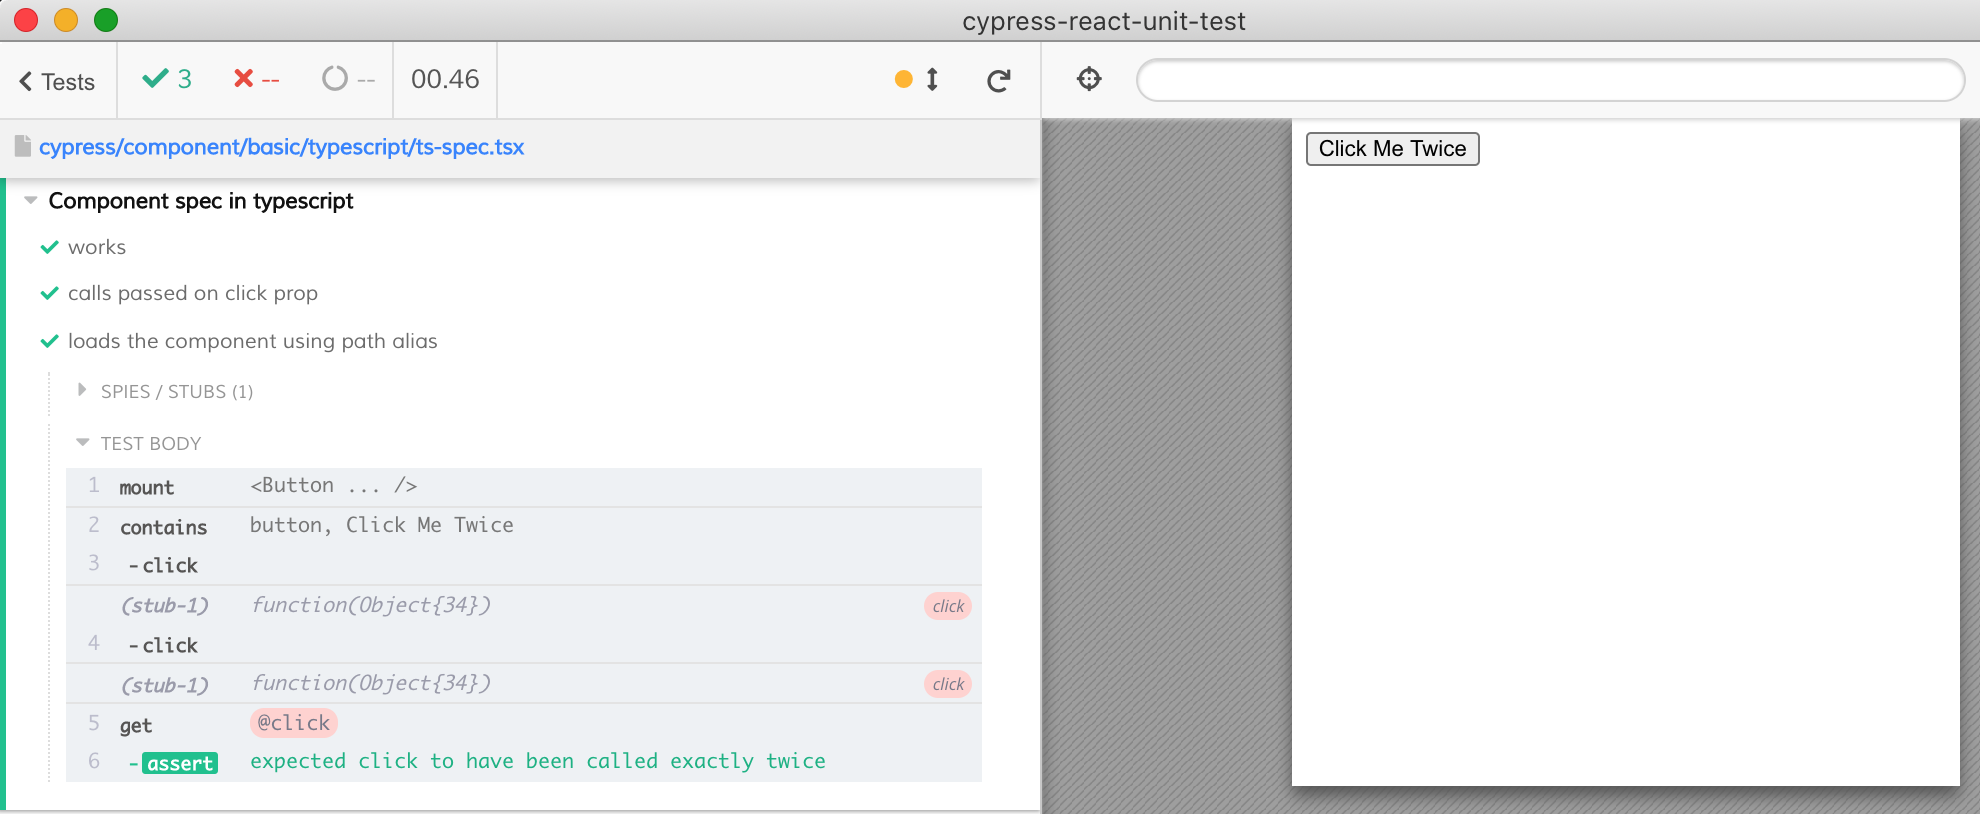 cypress-react-unit-test
Tests 3 -- -- 00.46
cypress/component/basic/typescript/ts-spec.tsx
Component spec in typescript
works
calls passed on click prop
loads the component using path alias
SPIES / STUBS (1)
TEST BODY
1 mount <Button ... />
2 contains button, Click Me Twice
3 -click
(stub-1) function(Object{34}) click
4 -click
(stub-1) function(Object{34}) click
5 get @click
6 -assert expected click to have been called exactly twice
Click Me Twice